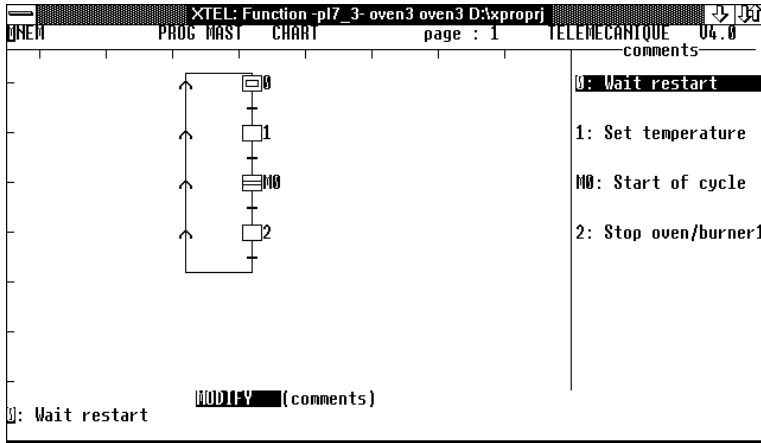 XTEL: Function -pl7_3- oven3 oven3 D:\xproprj
MNEM PROG MAST CHART page : 1 TELEMECANIQUE V4.0
comments
0 0: Wait restart
1 1: Set temperature
M0 M0: Start of cycle
2 2: Stop oven/burner1
MODIFY (comments)
0: Wait restart